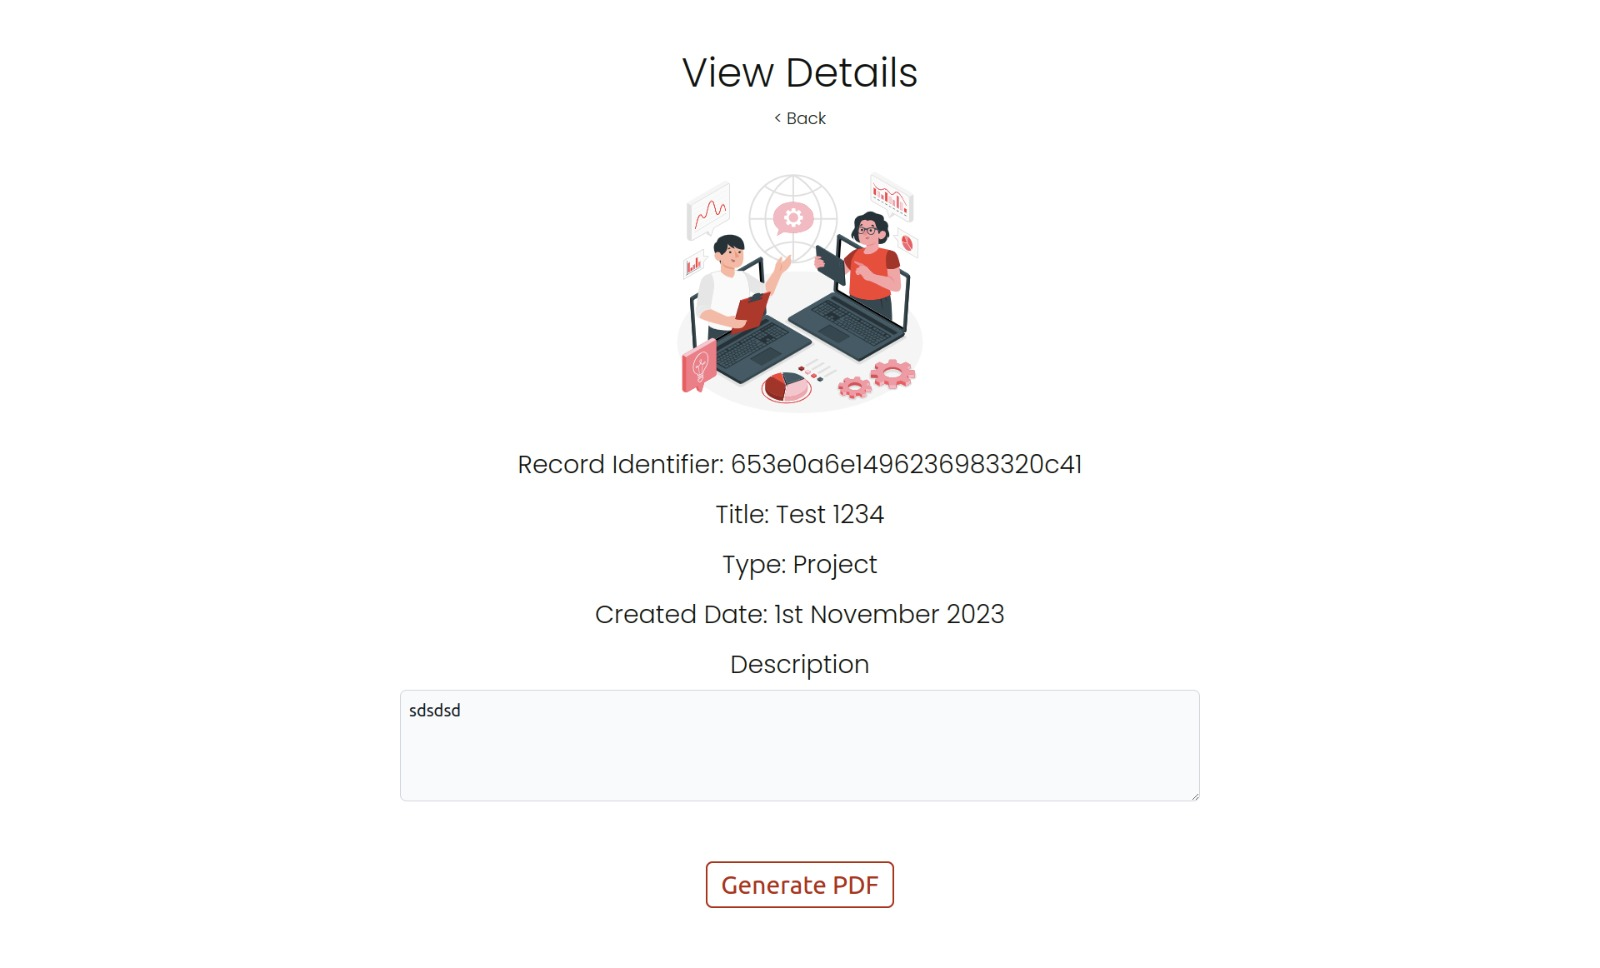 View Details
< Back
Record Identifier: 653e0a6e1496236983320c41
Title: Test 1234
Type: Project
Created Date: 1st November 2023
Description
sdsdsd
Generate PDF